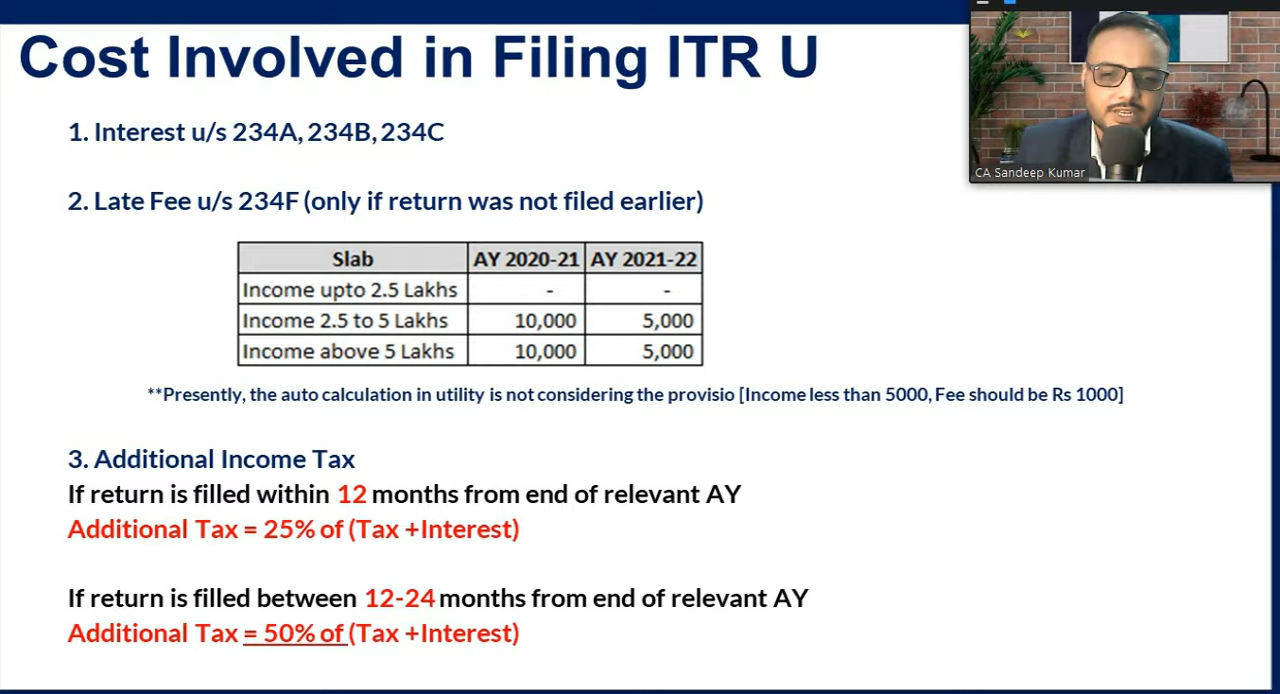 Cost Involved in Filing ITR U
CA Sandeep Kumar
1. Interest u/s 234A, 234B, 234C
2. Late Fee u/s 234F (only if return was not filed earlier)
Slab AY 2020-21 AY 2021-22
Income upto 2.5 Lakhs - -
Income 2.5 to 5 Lakhs 10,000 5,000
Income above 5 Lakhs 10,000 5,000
**Presently, the auto calculation in utility is not considering the provisio [Income less than 5000, Fee should be Rs 1000]
3. Additional Income Tax
If return is filled within 12 months from end of relevant AY
Additional Tax = 25% of (Tax +Interest)
If return is filled between 12-24 months from end of relevant AY
Additional Tax = 50% of (Tax +Interest)